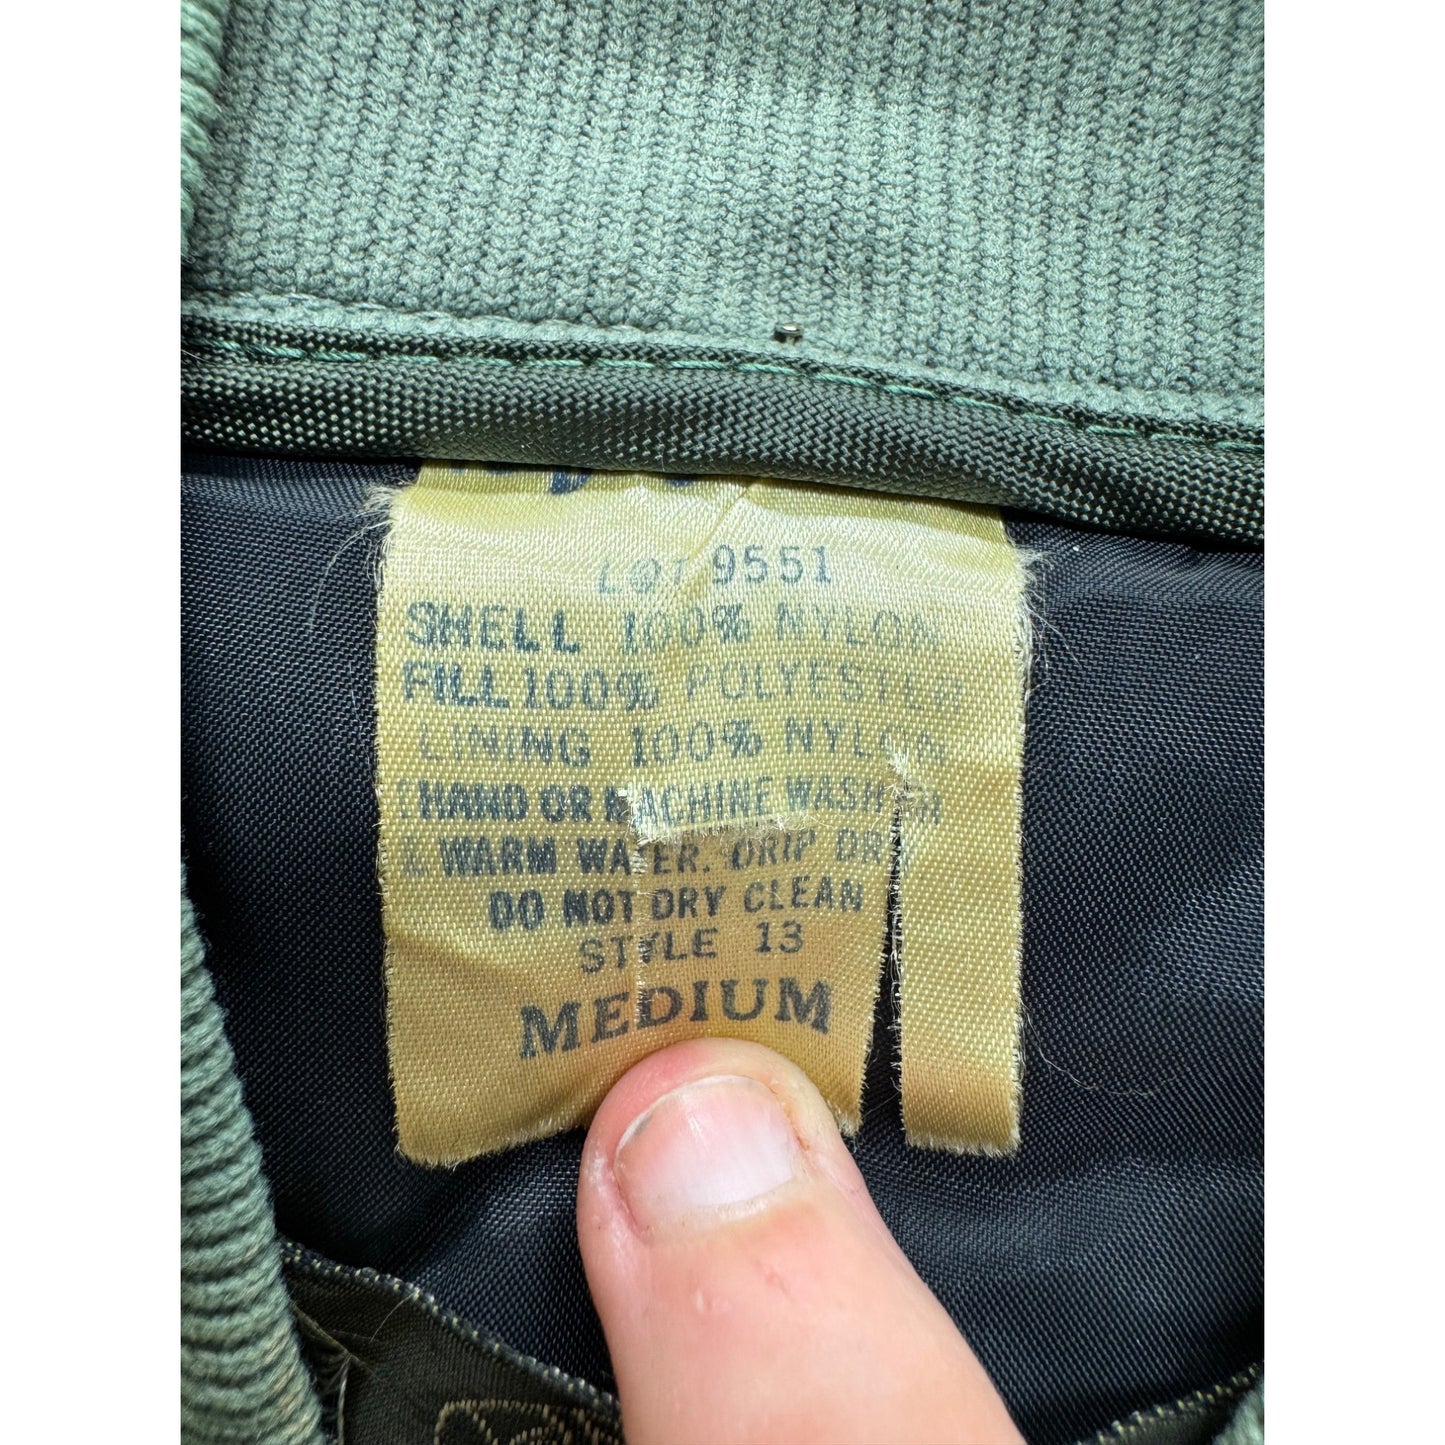 LOT 9551
SHELL 100% NYLON
FILL 100% POLYESTER
LINING 100% NYLON
HAND OR MACHINE WASH
WARM WATER. DRIP DRY
DO NOT DRY CLEAN
STYLE 13
MEDIUM